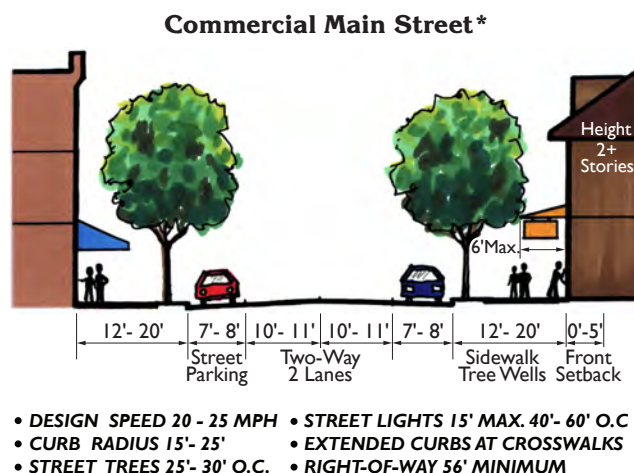 Commercial Main Street*
Height
2+
Stories
6'Max.
12'- 20' 7'- 8' 10'- 11' 10'- 11' 7'- 8' 12'- 20' 0'-5'
Street Two-Way Sidewalk Front
Parking 2 Lanes Tree Wells Setback
• DESIGN SPEED 20 - 25 MPH • STREET LIGHTS 15' MAX. 40'- 60' O.C
• CURB RADIUS 15'- 25' • EXTENDED CURBS AT CROSSWALKS
• STREET TREES 25'- 30' O.C. • RIGHT-OF-WAY 56' MINIMUM